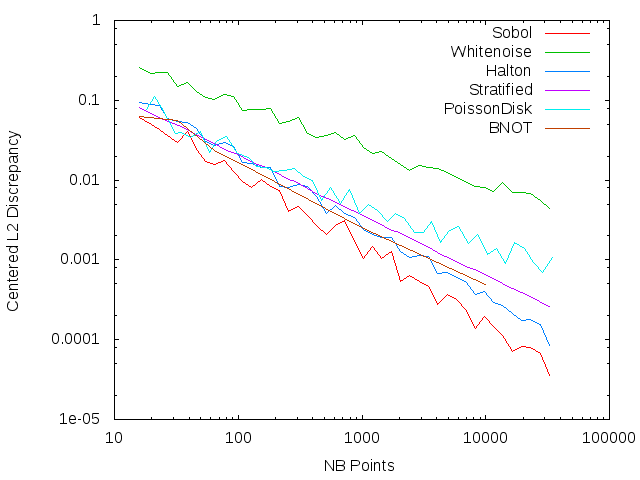 1
0.1
0.01
0.001
0.0001
1e-05
Centered L2 Discrepancy
Sobol
Whitenoise
Halton
Stratified
PoissonDisk
BNOT
10
100
1000
10000
100000
NB Points